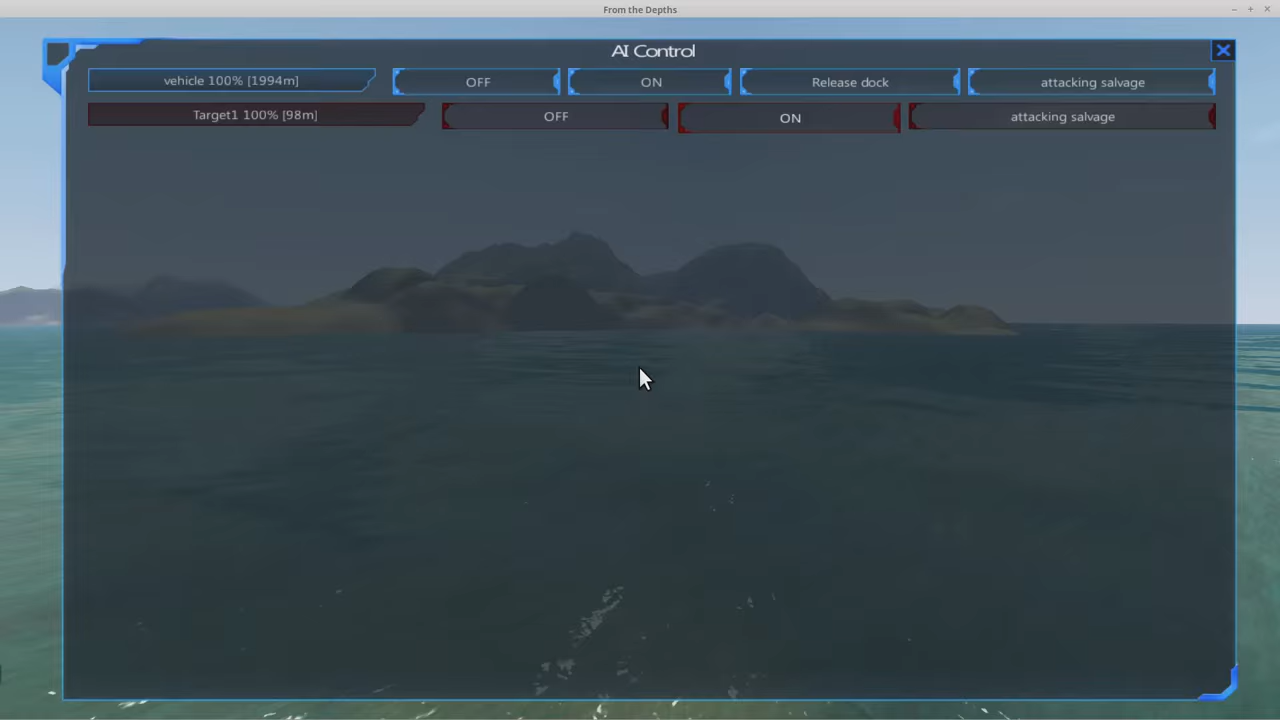 From the Depths
AI Control
vehicle 100% [1994m] OFF ON Release dock attacking salvage
Target1 100% [98m] OFF ON attacking salvage